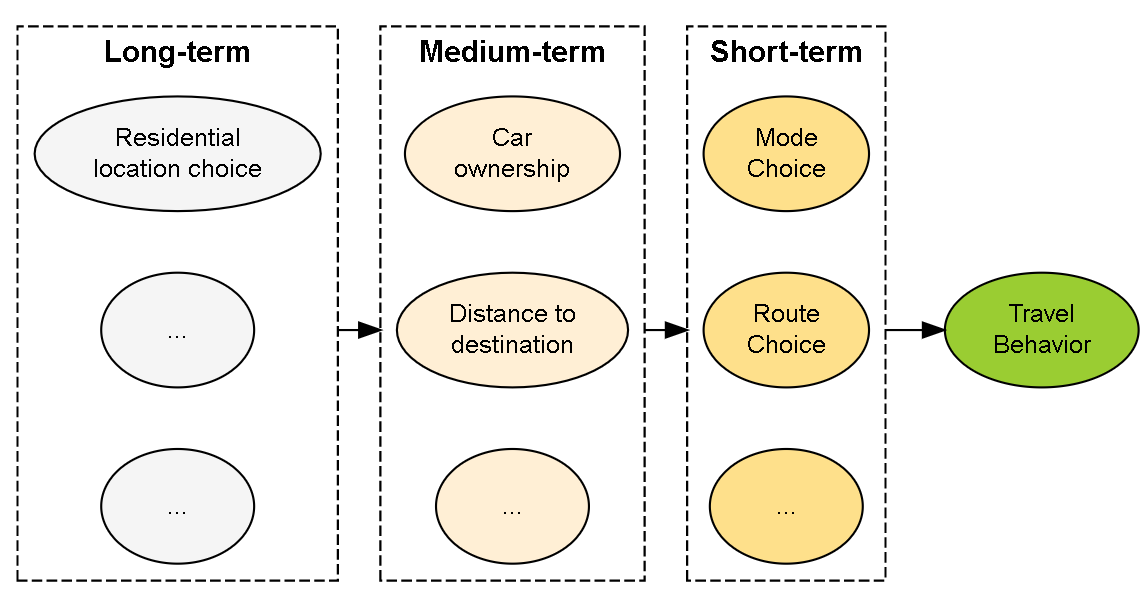 Long-term
Residential
location choice
...
...
Medium-term
Car
ownership
Distance to
destination
...
Short-term
Mode
Choice
Route
Choice
...
Travel
Behavior